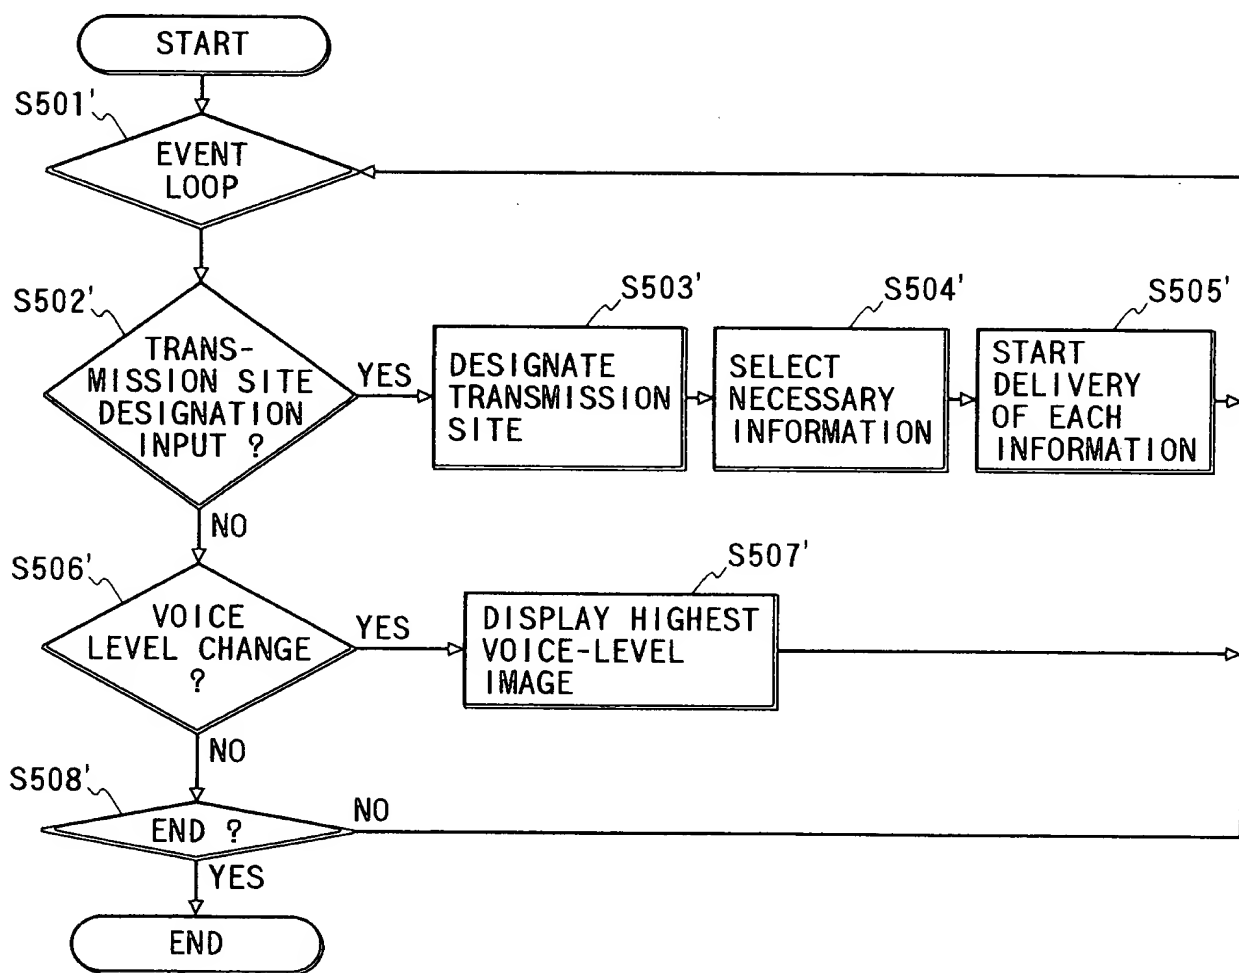 START
S501'
EVENT
LOOP
S502'
TRANS-
MISSION SITE
DESIGNATION
INPUT ?
YES
S503'
DESIGNATE
TRANSMISSION
SITE
S504'
SELECT
NECESSARY
INFORMATION
S505'
START
DELIVERY
OF EACH
INFORMATION
NO
S506'
VOICE
LEVEL CHANGE
?
YES
S507'
DISPLAY HIGHEST
VOICE-LEVEL
IMAGE
NO
S508'
END ?
NO
YES
END